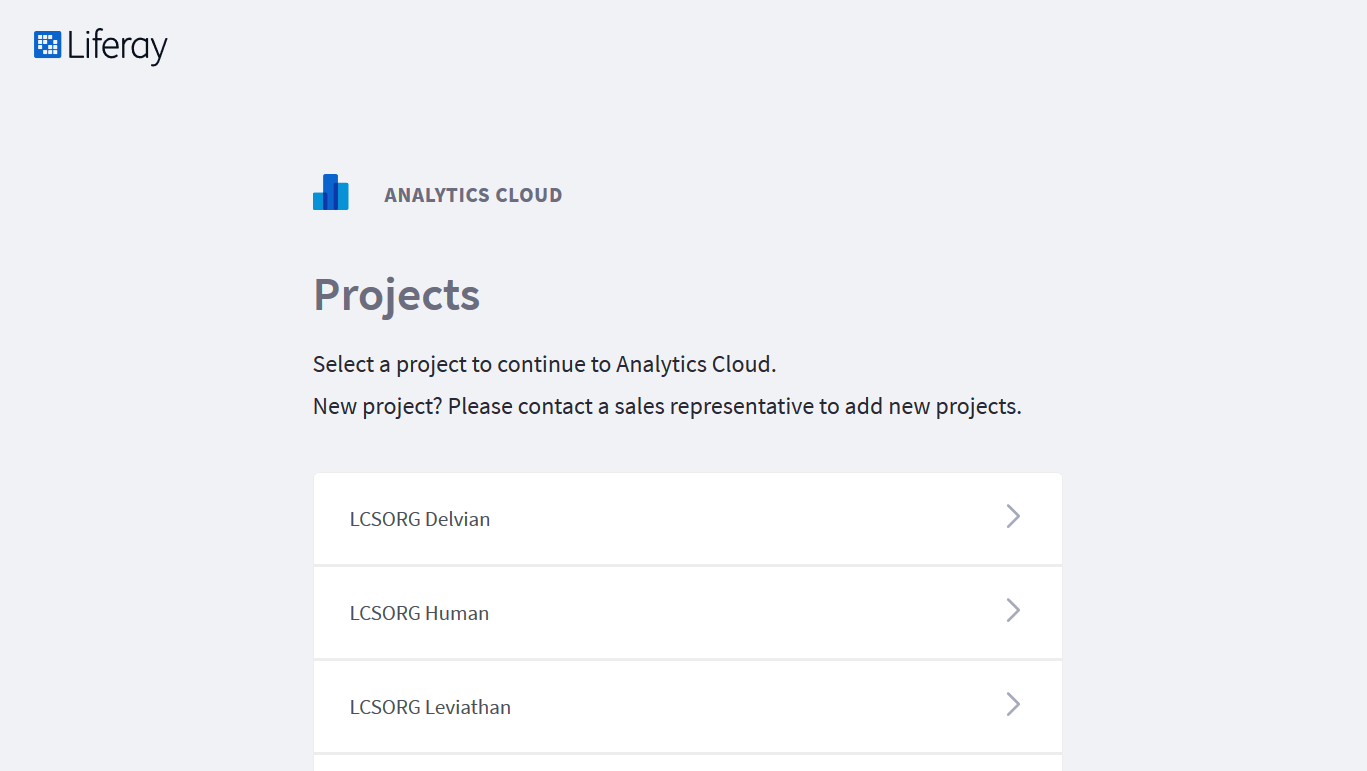 Liferay
ANALYTICS CLOUD
Projects
Select a project to continue to Analytics Cloud.
New project? Please contact a sales representative to add new projects.
LCSORG Delvian
LCSORG Human
LCSORG Leviathan